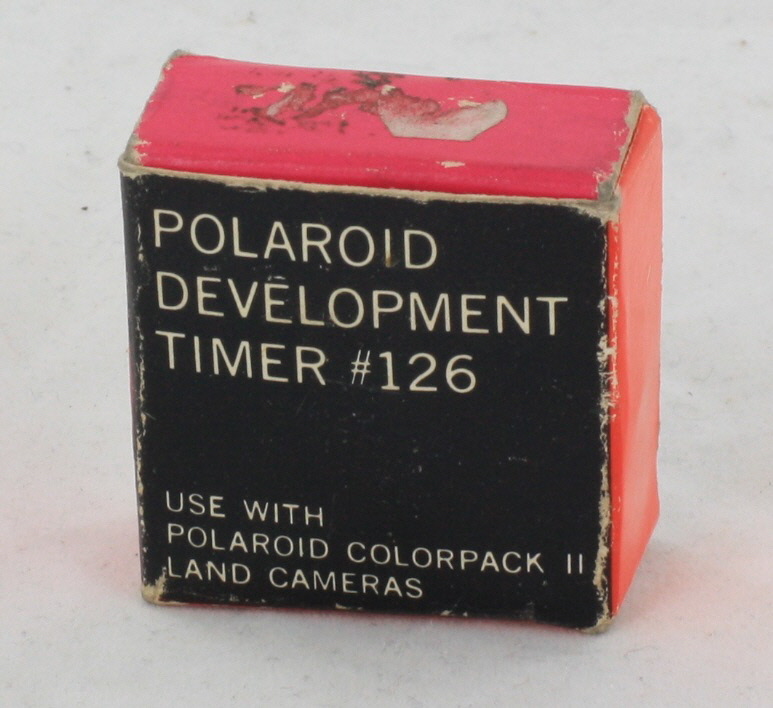 POLAROID
DEVELOPMENT
TIMER #126
USE WITH
POLAROID COLORPACK II
LAND CAMERAS